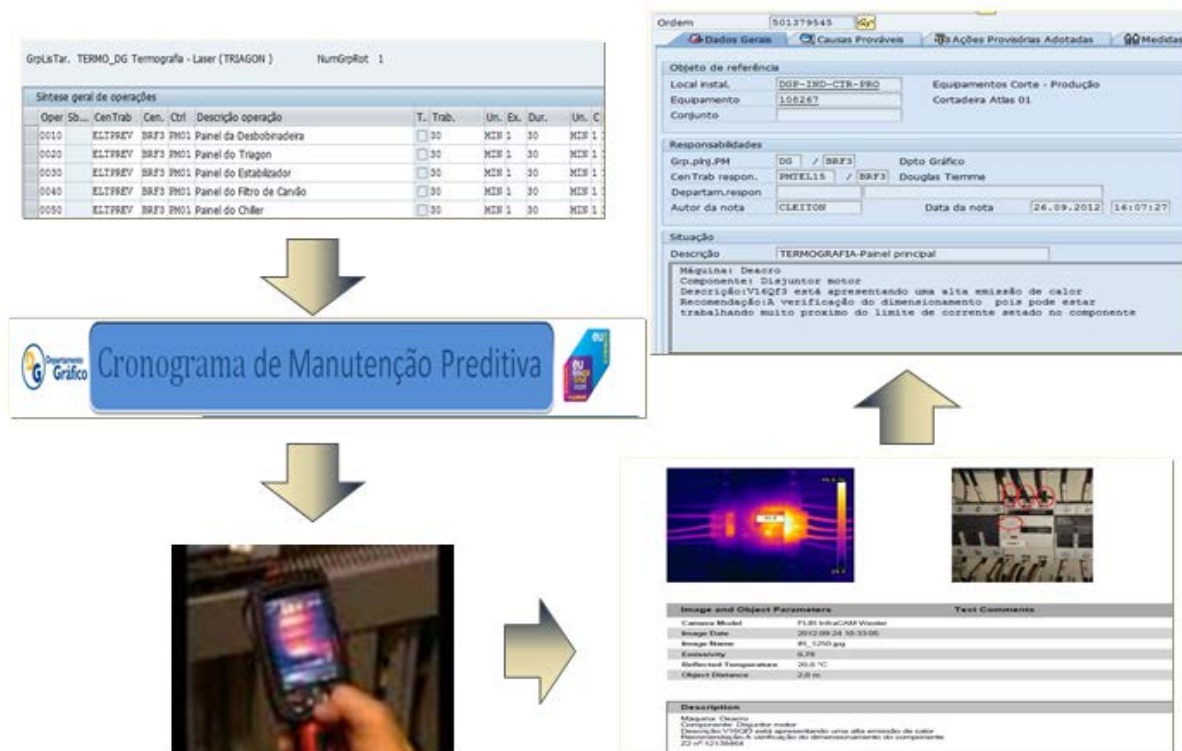 GrpLisTar. TERMO_DG Termografia - Laser (TRIAGON ) NumGrpRot 1
Síntese geral de operações
Oper Sb... CenTrab Cen. Ctrl Descrição operação T. Trab. Un. Ex. Dur. Un. C
0010 ELTPREV BRF3 PM01 Painel da Desbobinadeira 30 MIN 1 30 MIN 1
0020 ELTPREV BRF3 PM01 Painel do Triagon 30 MIN 1 30 MIN 1
0030 ELTPREV BRF3 PM01 Painel do Estabilizador 30 MIN 1 30 MIN 1
0040 ELTPREV BRF3 PM01 Painel do Filtro de Carvão 30 MIN 1 30 MIN 1
0050 ELTPREV BRF3 PM01 Painel do Chiller 30 MIN 1 30 MIN 1
Departamento
Gráfico
Cronograma de Manutenção Preditiva
Image and Object Parameters Text Comments
Camera Model FLIR InfraCAM Wester
Image Date 2012-09-24 10:33:05
Image Name IR_1250.jpg
Emissivity
Reflected Temperature 20,0 °C
Object Distance 2,0 m
Description
Máquina: Deacro
Componente: Disjuntor motor
Descrição:V16Qf3 está apresentando uma alta emissão de calor
Recomendação:A verificação do dimensionamento do componente
Ordem 501379545
Dados Gerais Causas Prováveis Ações Provisórias Adotadas Medidas
Objeto de referência
Local instal. DGP-IND-CTR-PRO Equipamentos Corte - Produção
Equipamento 108267 Cortadeira Atlas 01
Conjunto
Responsabilidades
Grp.plnj.PM DG / BRF3 Dpto Gráfico
CenTrab respon. PMTEL15 / BRF3 Douglas Tiemme
Departam.respon
Autor da nota CLEITON Data da nota 26.09.2012 16:07:27
Situação
Descrição TERMOGRAFIA-Painel principal
Máquina: Deacro
Componente: Disjuntor motor
Descrição:V16Qf3 está apresentando uma alta emissão de calor
Recomendação:A verificação do dimensionamento pois pode estar
trabalhando muito proximo do limite de corrente setado no componente